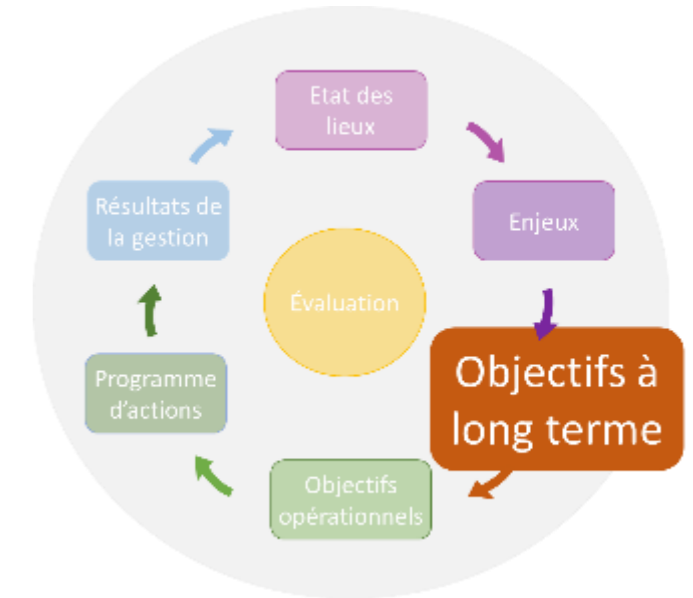 Etat des
lieux
Enjeux
Objectifs à
long terme
Objectifs
opérationnels
Programme
d'actions
Résultats de
la gestion
Évaluation